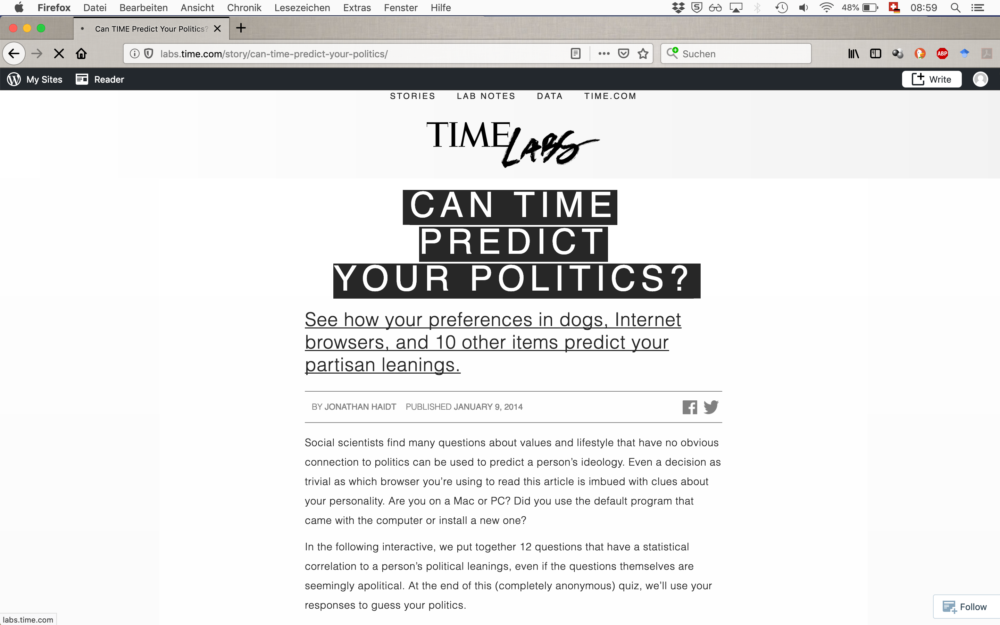 Firefox Datei Bearbeiten Ansicht Chronik Lesezeichen Extras Fenster Hilfe 48% 08:59
Can TIME Predict Your Politics?
labs.time.com/story/can-time-predict-your-politics/ Suchen ABP
My Sites Reader Write
STORIES LAB NOTES DATA TIME.COM
TIME LABS
CAN TIME
PREDICT
YOUR POLITICS?
See how your preferences in dogs, Internet
browsers, and 10 other items predict your
partisan leanings.
BY JONATHAN HAIDT PUBLISHED JANUARY 9, 2014
Social scientists find many questions about values and lifestyle that have no obvious
connection to politics can be used to predict a person’s ideology. Even a decision as
trivial as which browser you’re using to read this article is imbued with clues about
your personality. Are you on a Mac or PC? Did you use the default program that
came with the computer or install a new one?
In the following interactive, we put together 12 questions that have a statistical
correlation to a person’s political leanings, even if the questions themselves are
seemingly apolitical. At the end of this (completely anonymous) quiz, we’ll use your
responses to guess your politics.
Follow
labs.time.com